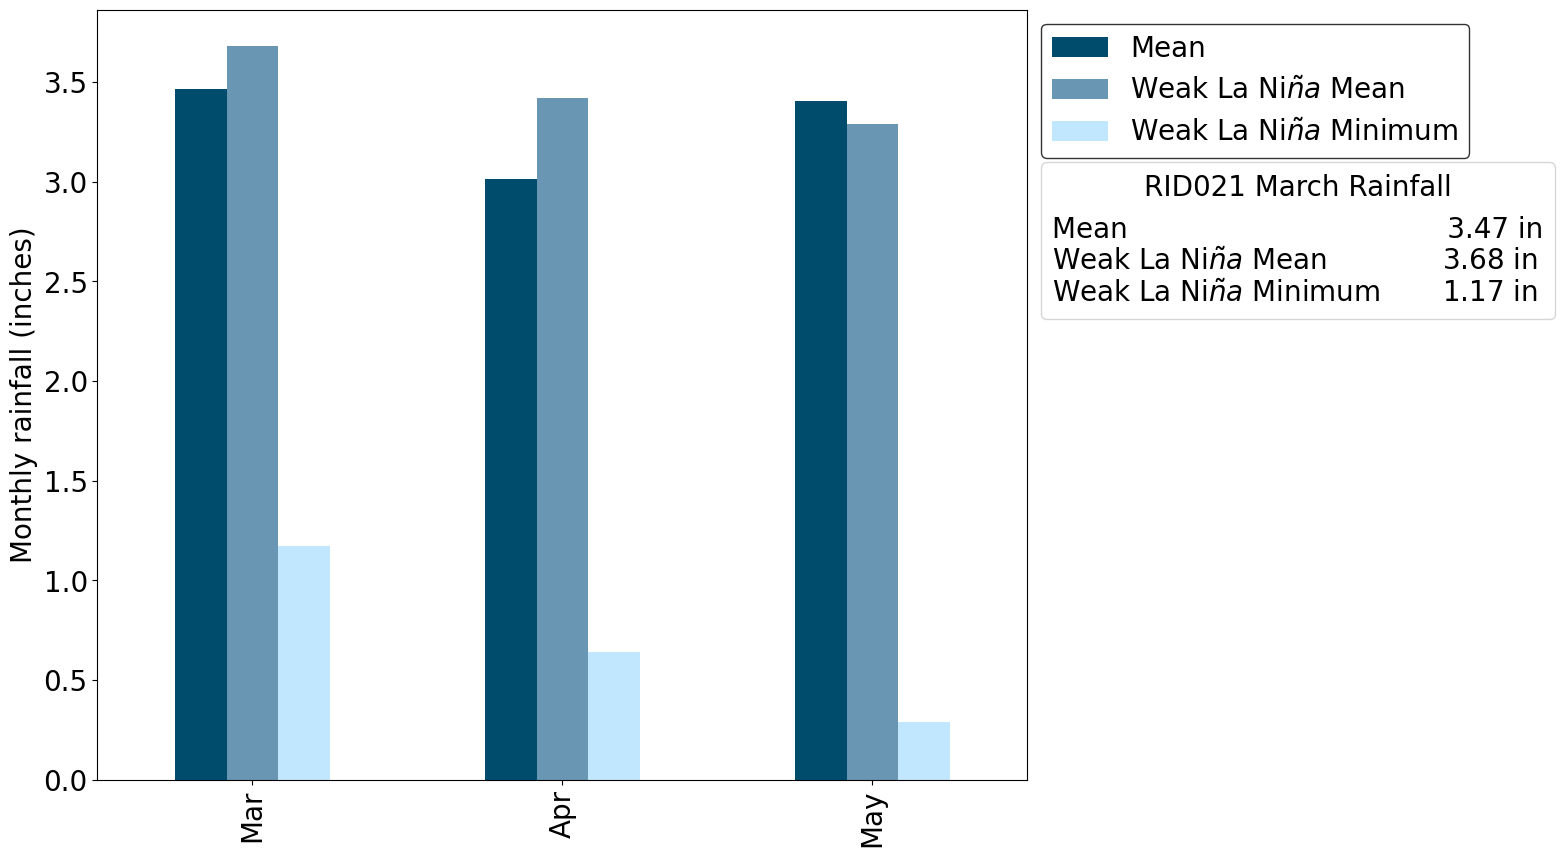 Monthly rainfall (inches)
3.5
3.0
2.5
2.0
1.5
1.0
0.5
0.0
Mar
Apr
May
Mean
Weak La Niña Mean
Weak La Niña Minimum
RID021 March Rainfall
Mean 3.47 in
Weak La Niña Mean 3.68 in
Weak La Niña Minimum 1.17 in